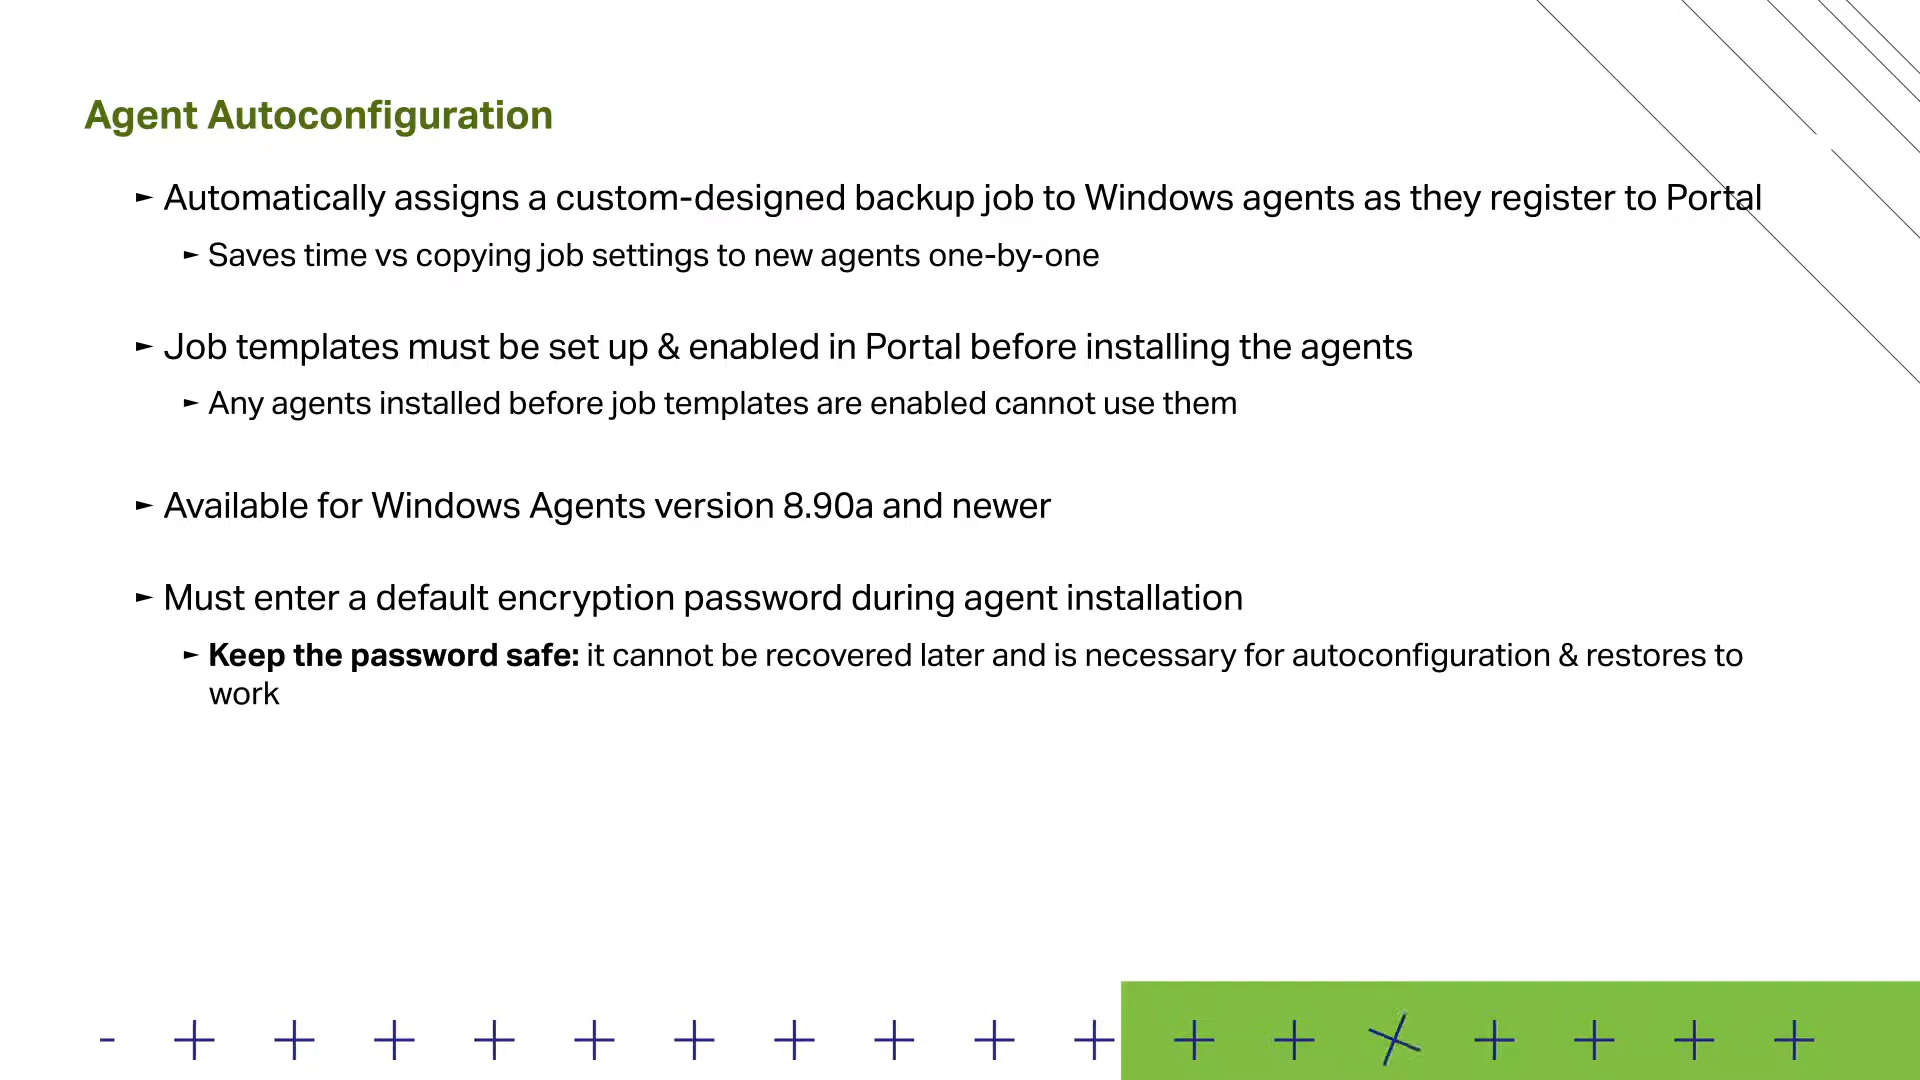 Agent Autoconfiguration
► Automatically assigns a custom-designed backup job to Windows agents as they register to Portal
► Saves time vs copying job settings to new agents one-by-one
► Job templates must be set up & enabled in Portal before installing the agents
► Any agents installed before job templates are enabled cannot use them
► Available for Windows Agents version 8.90a and newer
► Must enter a default encryption password during agent installation
► Keep the password safe: it cannot be recovered later and is necessary for autoconfiguration & restores to
work